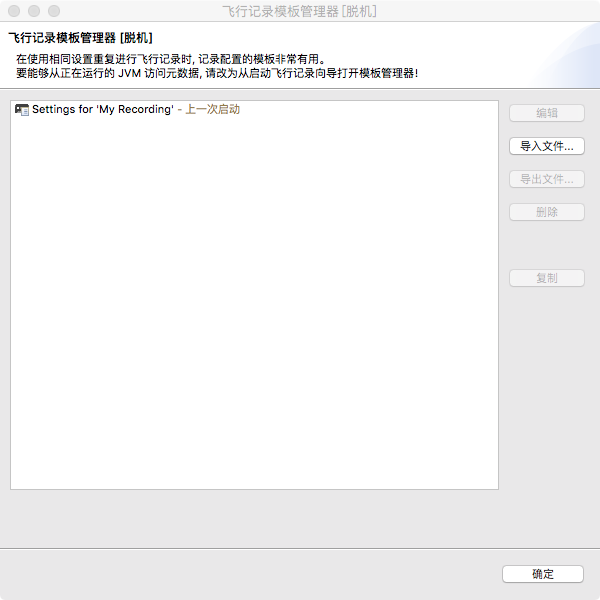 飞行记录模板管理器 [脱机]
飞行记录模板管理器 [脱机]
在使用相同设置重复进行飞行记录时, 记录配置的模板非常有用。
要能够从正在运行的 JVM 访问元数据, 请改为从启动飞行记录向导打开模板管理器!
Settings for 'My Recording' - 上一次启动
编辑
导入文件...
导出文件...
删除
复制
确定